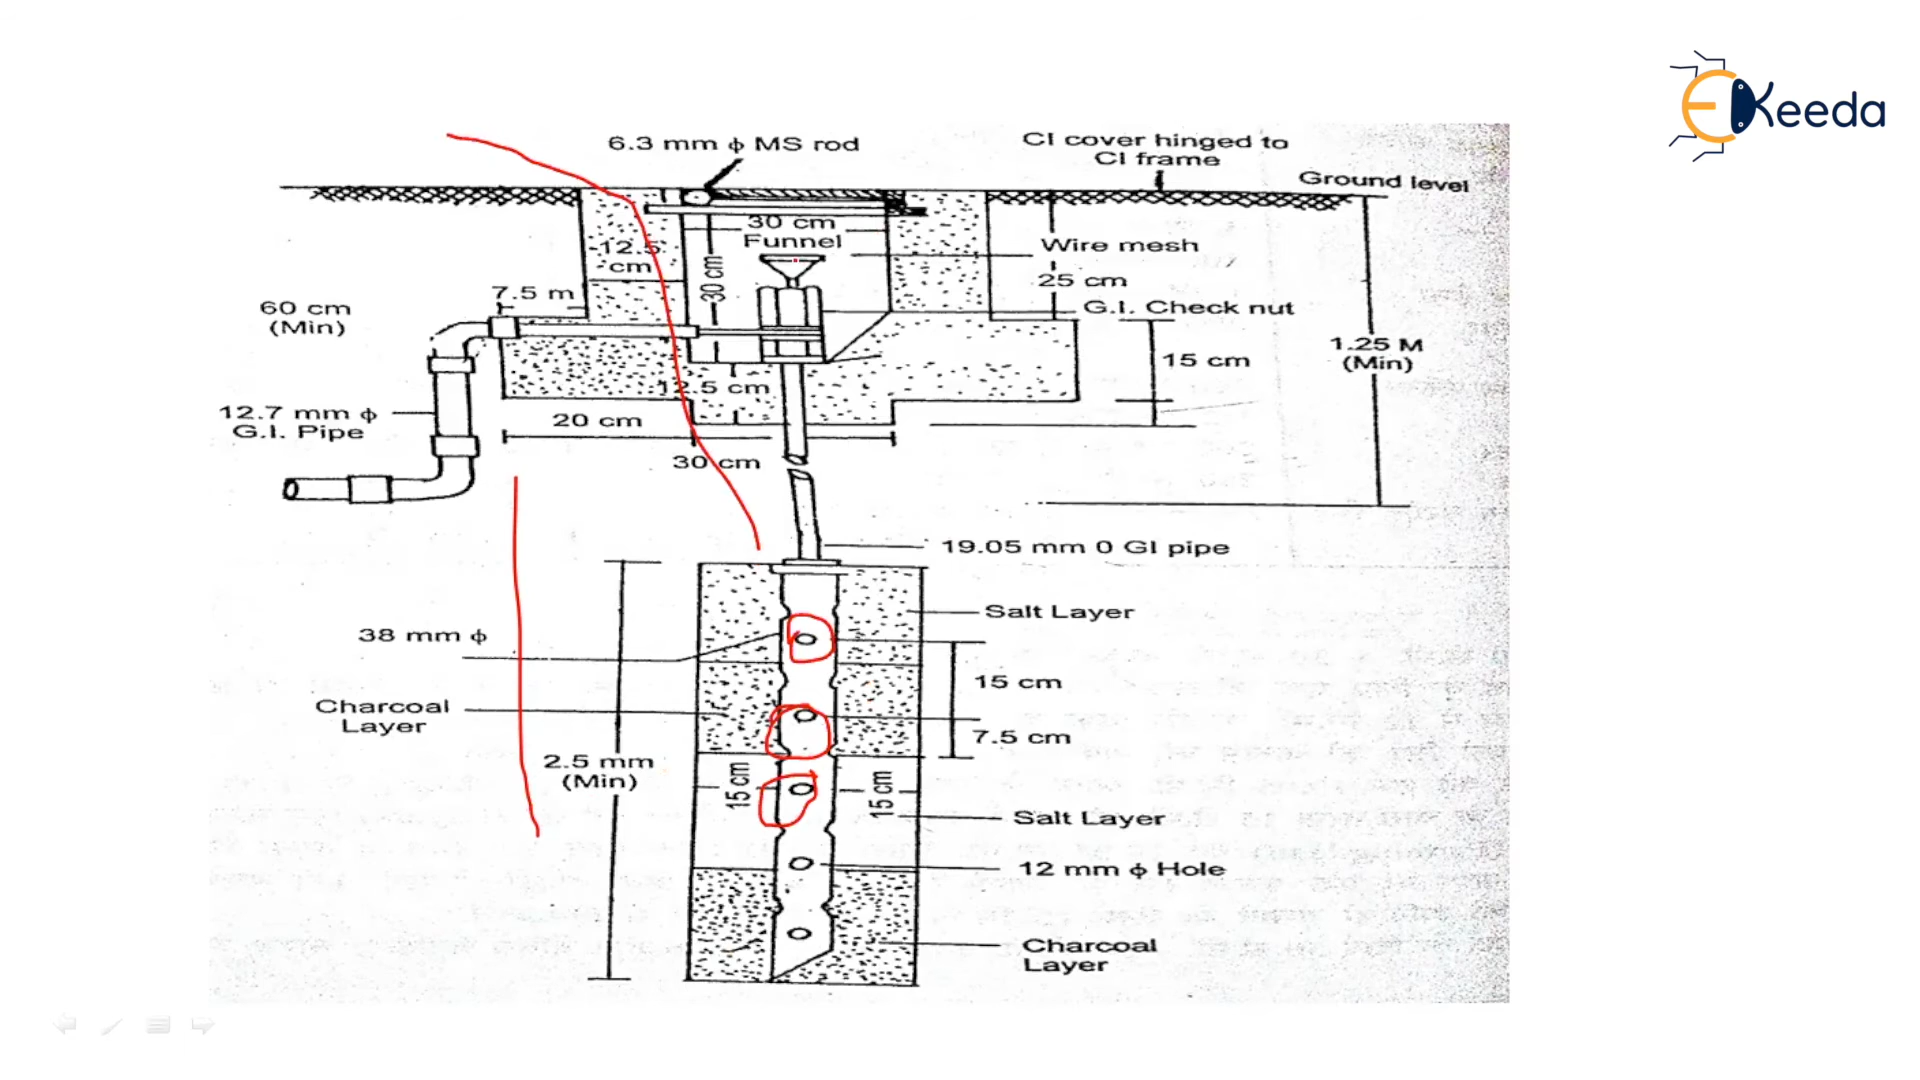 EKeeda
6.3 mm ϕ MS rod
CI cover hinged to
CI frame
Ground level
30 cm
Funnel
12.5
cm
30 cm
Wire mesh
25 cm
7.5 m
60 cm
(Min)
G.I. Check nut
1.25 M
(Min)
15 cm
12.5 cm
12.7 mm ϕ
G.I. Pipe
20 cm
30 cm
19.05 mm 0 GI pipe
Salt Layer
38 mm ϕ
15 cm
Charcoal
Layer
7.5 cm
2.5 mm
(Min)
15 cm
15 cm
Salt Layer
12 mm ϕ Hole
Charcoal
Layer